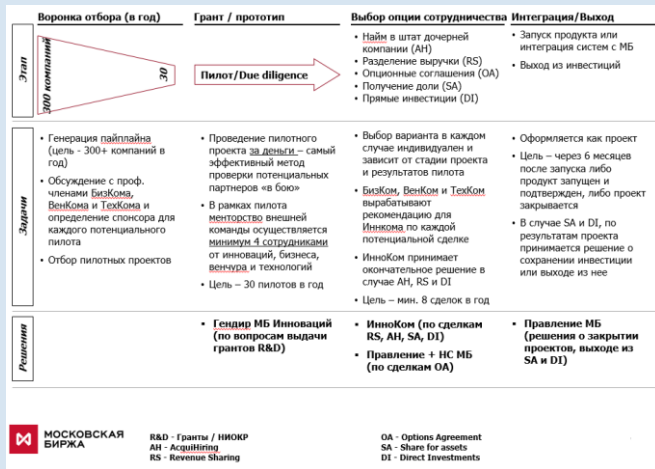 Воронка отбора (в год)
Грант / прототип
Выбор опции сотрудничества
Интеграция/Выход
Этап
300 компаний
30
Пилот/Due diligence
• Найм в штат дочерней
компании (AH)
• Разделение выручки (RS)
• Опционные соглашения (OA)
• Получение доли (SA)
• Прямые инвестиции (DI)
• Запуск продукта или
интеграция систем с МБ
• Выход из инвестиций
Задачи
• Генерация пайплайна
(цель - 300+ компаний в
год)
• Обсуждение с проф.
членами БизКома,
ВенКома и ТехКома и
определение спонсора для
каждого потенциального
пилота
• Отбор пилотных проектов
• Проведение пилотного
проекта за деньги – самый
эффективный метод
проверки потенциальных
партнеров «в бою»
• В рамках пилота
менторство внешней
команды осуществляется
минимум 4 сотрудниками
от инноваций, бизнеса,
венчура и технологий
• Цель – 30 пилотов в год
• Выбор варианта в каждом
случае индивидуален и
зависит от стадии проекта
и результатов пилота
• БизКом, ВенКом и ТехКом
вырабатывают
рекомендацию для
Иннкома по каждой
потенциальной сделке
• ИнноКом принимает
окончательное решение в
случае AH, RS и DI
• Цель – мин. 8 сделок в год
• Оформляется как проект
• Цель – через 6 месяцев
после запуска либо
продукт запущен и
подтвержден, либо проект
закрывается
• В случае SA и DI, по
результатам проекта
принимается решение о
сохранении инвестиции
или выходе из нее
Решения
▪ Гендир МБ Инноваций
(по вопросам выдачи
грантов R&D)
▪ ИнноКом (по сделкам
RS, AH, SA, DI)
▪ Правление + НС МБ
(по сделкам OA)
▪ Правление МБ
(решения о закрытии
проектов, выходе из
SA и DI)
МОСКОВСКАЯ
БИРЖА
R&D - Гранты / НИОКР
AH - AcquiHiring
RS - Revenue Sharing
OA - Options Agreement
SA - Share for assets
DI - Direct Investments